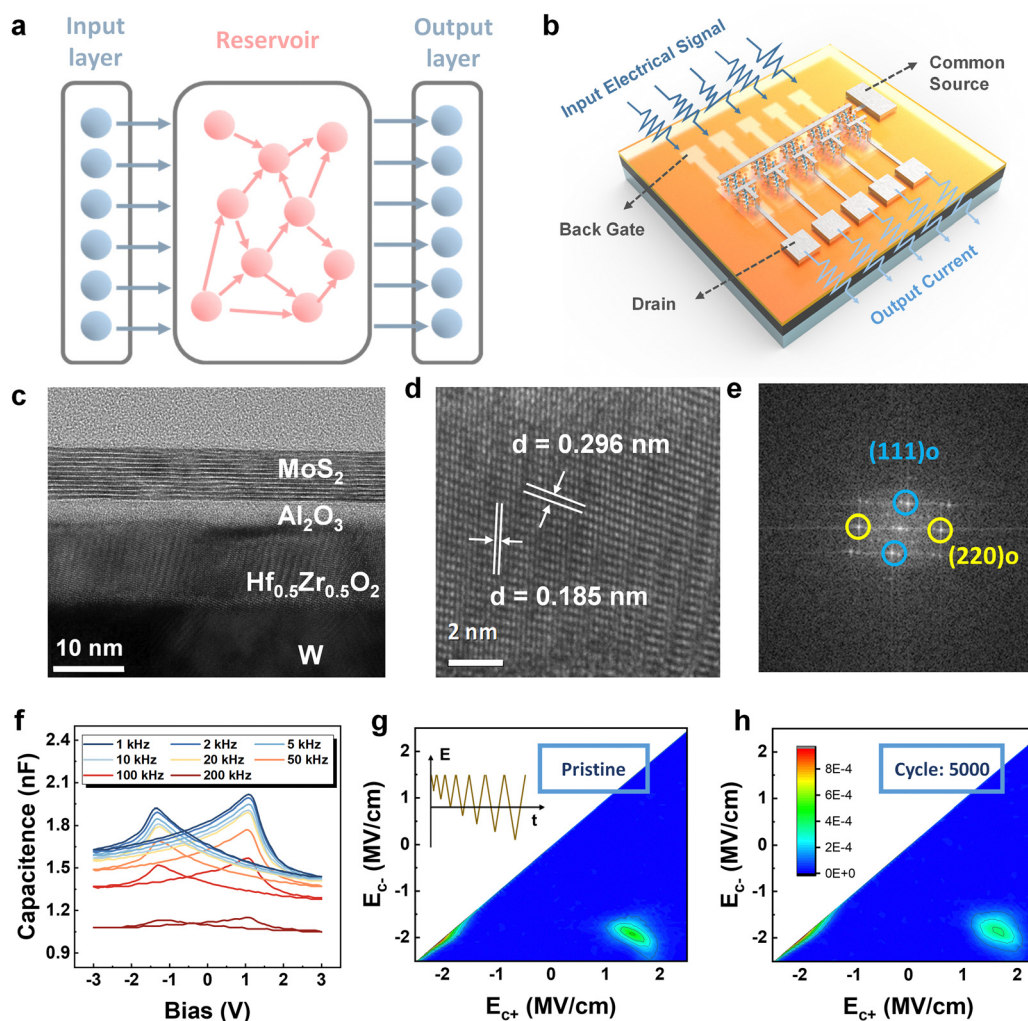 a
Input
layer
Reservoir
Output
layer
b
Input Electrical Signal
Common
Source
Back Gate
Drain
Output Current
c
MoS2
Al2O3
Hf0.5Zr0.5O2
10 nm
W
d
d = 0.296 nm
d = 0.185 nm
2 nm
e
(111)o
(220)o
f
Capacitence (nF)
2.4
2.1
1.8
1.5
1.2
0.9
1 kHz 2 kHz 5 kHz
10 kHz 20 kHz 50 kHz
100 kHz 200 kHz
-3 -2 -1 0 1 2 3
Bias (V)
g
Ec- (MV/cm)
2
1
0
-1
-2
E
t
Pristine
-2 -1 0 1 2
Ec+ (MV/cm)
h
Ec- (MV/cm)
2
1
0
-1
-2
8E-4
6E-4
4E-4
2E-4
0E+0
Cycle: 5000
-2 -1 0 1 2
Ec+ (MV/cm)